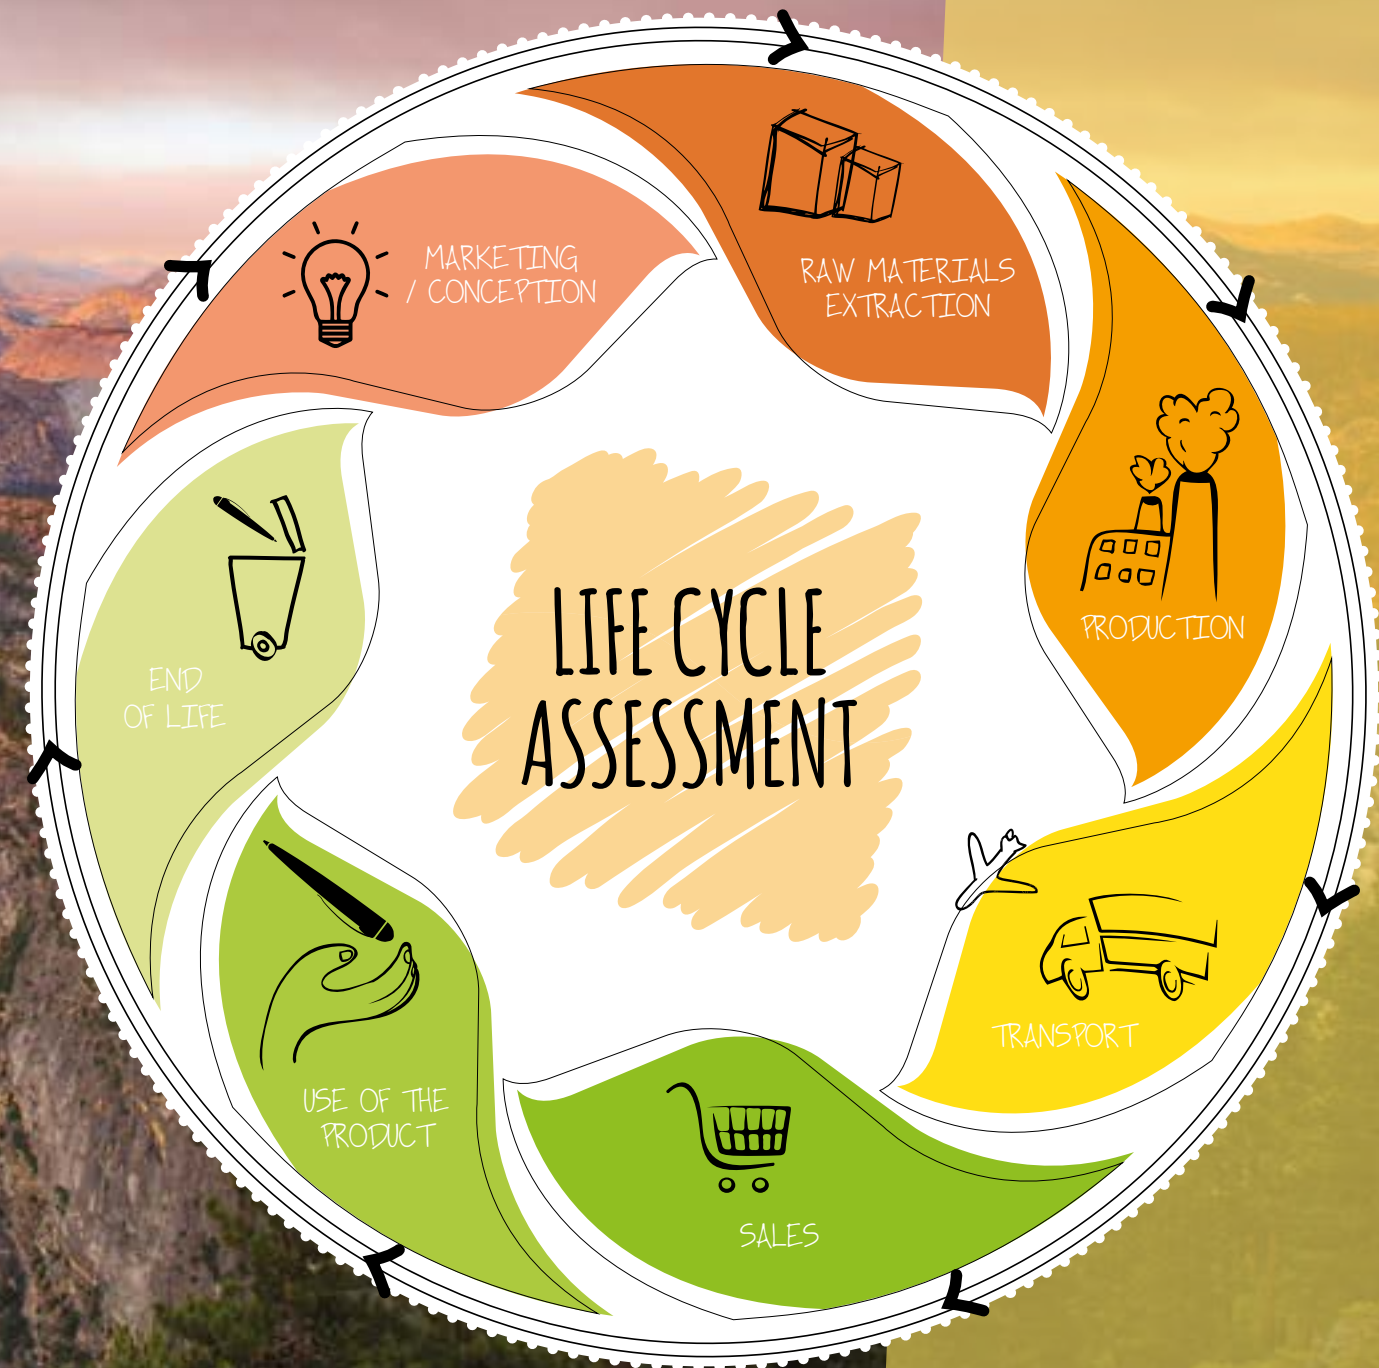 MARKETING
/ CONCEPTION
RAW MATERIALS
EXTRACTION
PRODUCTION
TRANSPORT
SALES
USE OF THE
PRODUCT
END
OF LIFE
LIFE CYCLE
ASSESSMENT